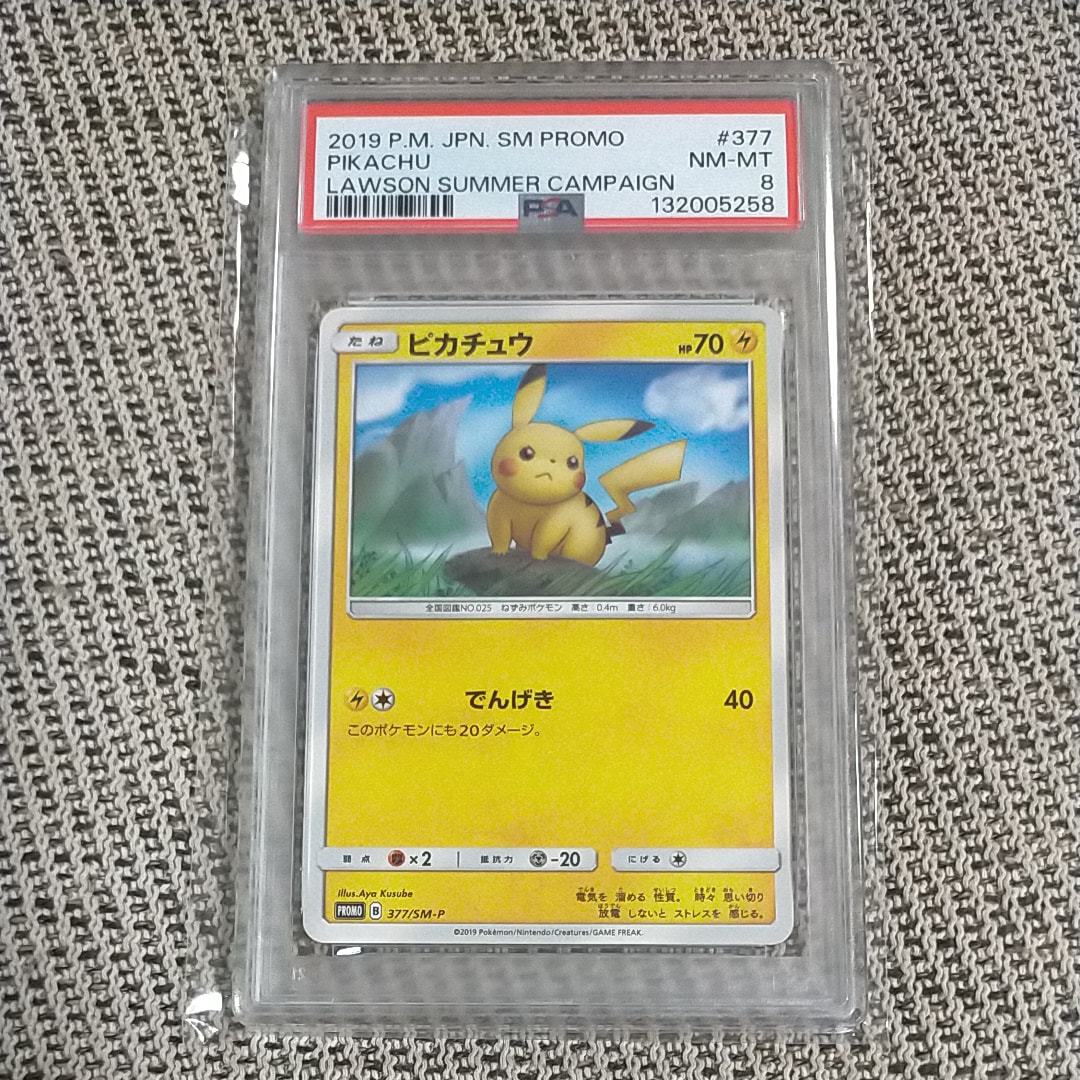 2019 P.M. JPN. SM PROMO #377
PIKACHU NM-MT
LAWSON SUMMER CAMPAIGN 8
PSA 132005258
たね ピカチュウ HP70
全国図鑑NO.025 ねずみポケモン 高さ:0.4m 重さ:6.0kg
でんげき 40
このポケモンにも20ダメージ。
弱点 ×2 抵抗力 -20 にげる
illus.Aya Kusube
電気を溜める性質。時々思い切り
放電しないとストレスを感じる。
PROMO B 377/SM-P
©2019 Pokémon/Nintendo/Creatures/GAME FREAK.